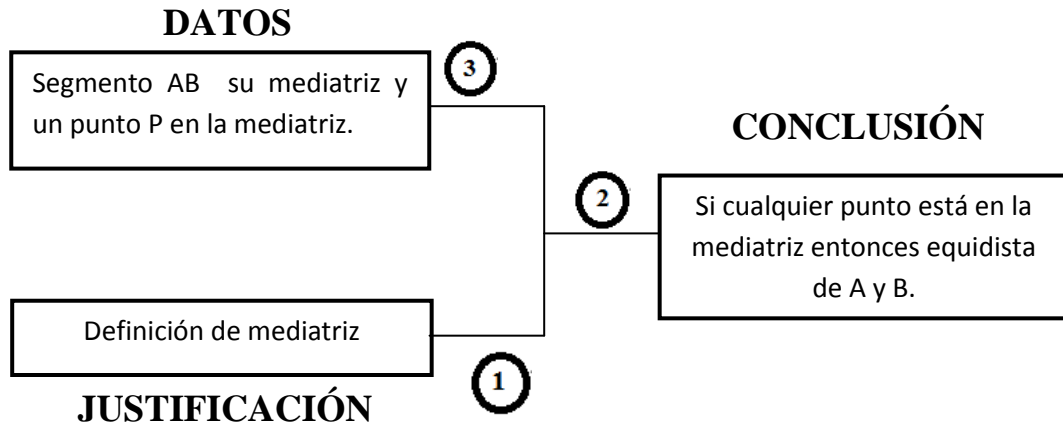 DATOS
Segmento AB su mediatriz y
un punto P en la mediatriz.
3
CONCLUSIÓN
2
Si cualquier punto está en la
mediatriz entonces equidista
de A y B.
Definición de mediatriz
1
JUSTIFICACIÓN